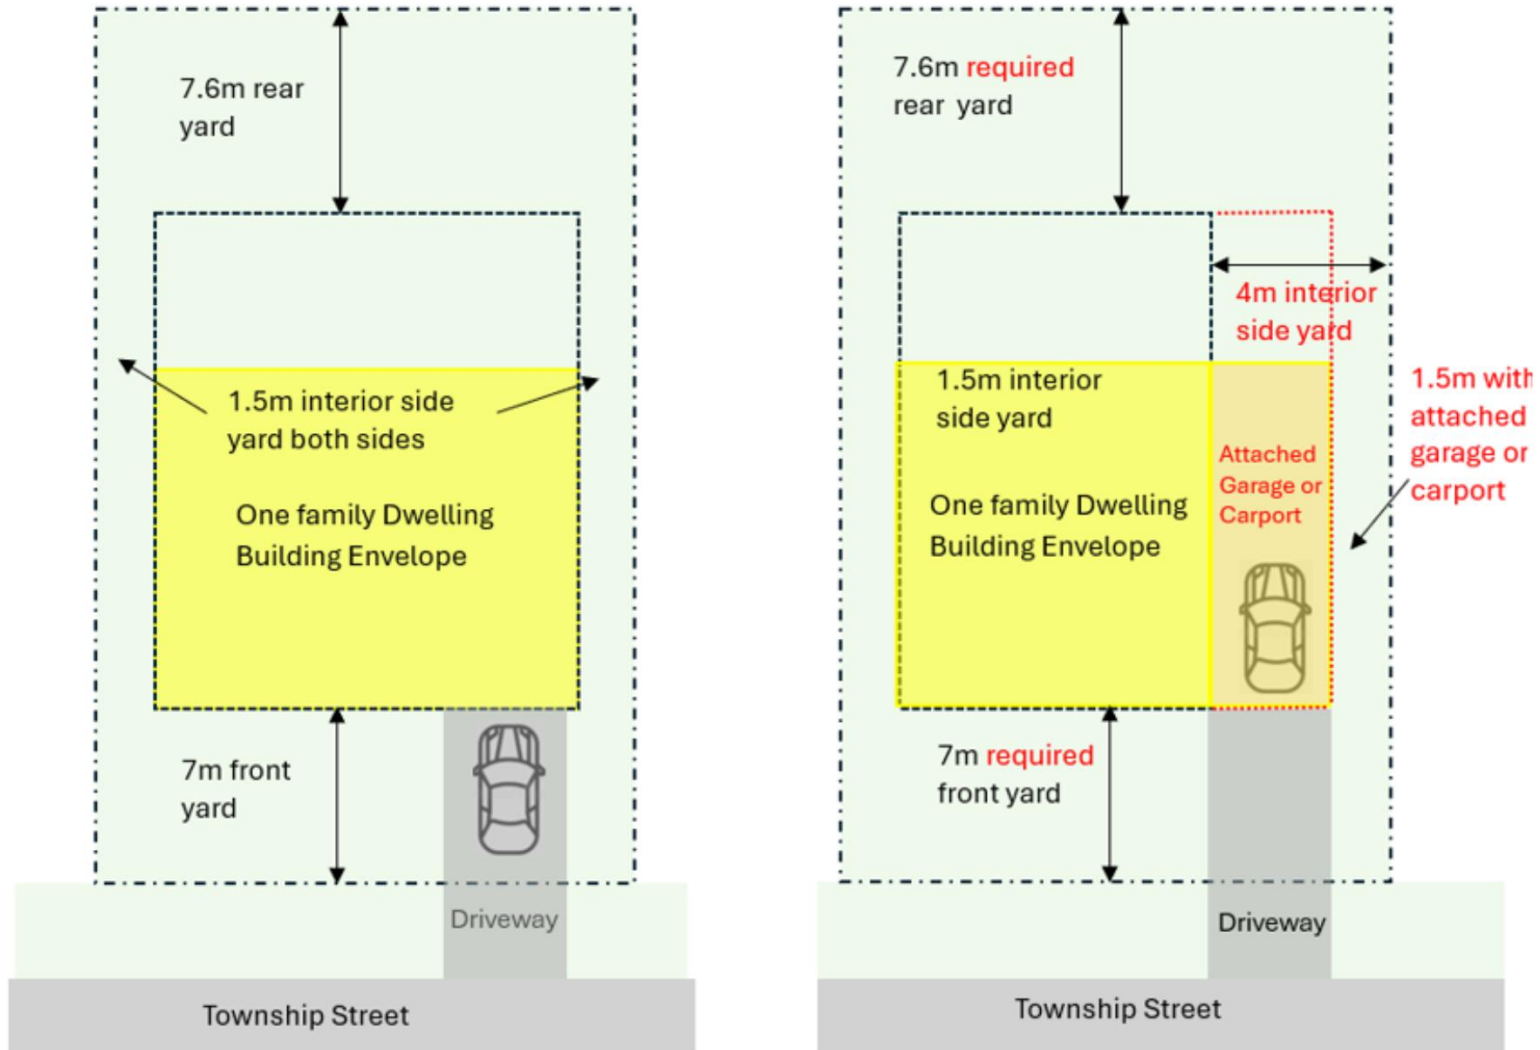 7.6m rear
yard
1.5m interior side
yard both sides
One family Dwelling
Building Envelope
7m front
yard
Driveway
Township Street
7.6m required
rear yard
4m interior
side yard
1.5m interior
side yard
1.5m with
attached
garage or
carport
Attached
Garage or
Carport
One family Dwelling
Building Envelope
7m required
front yard
Driveway
Township Street